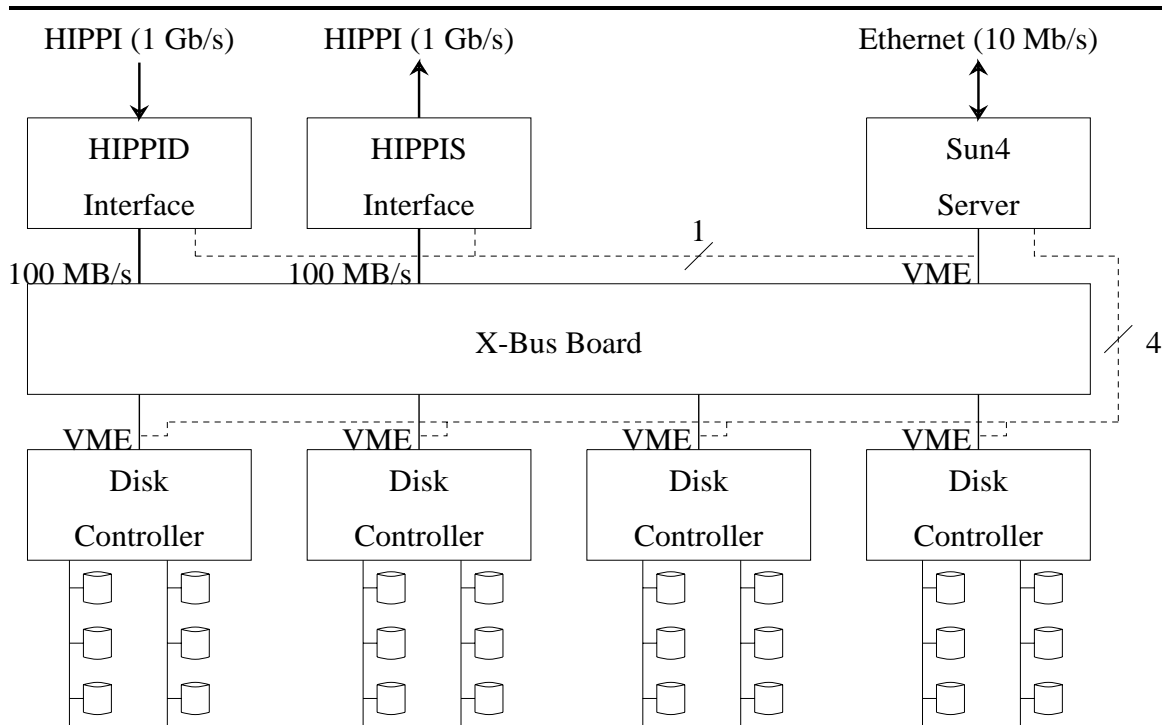 HIPPI (1 Gb/s)
HIPPI (1 Gb/s)
Ethernet (10 Mb/s)
HIPPID
Interface
HIPPIS
Interface
Sun4
Server
1
100 MB/s
100 MB/s
VME
X-Bus Board
4
VME
VME
VME
VME
Disk
Controller
Disk
Controller
Disk
Controller
Disk
Controller